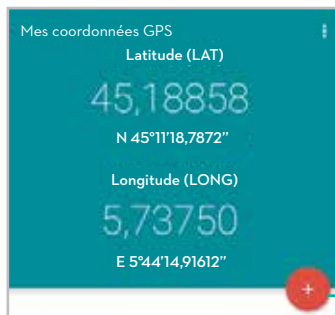 Mes coordonnées GPS
Latitude (LAT)
45,18858
N 45°11’18,7872’’
Longitude (LONG)
5,73750
E 5°44’14,91612’’
+